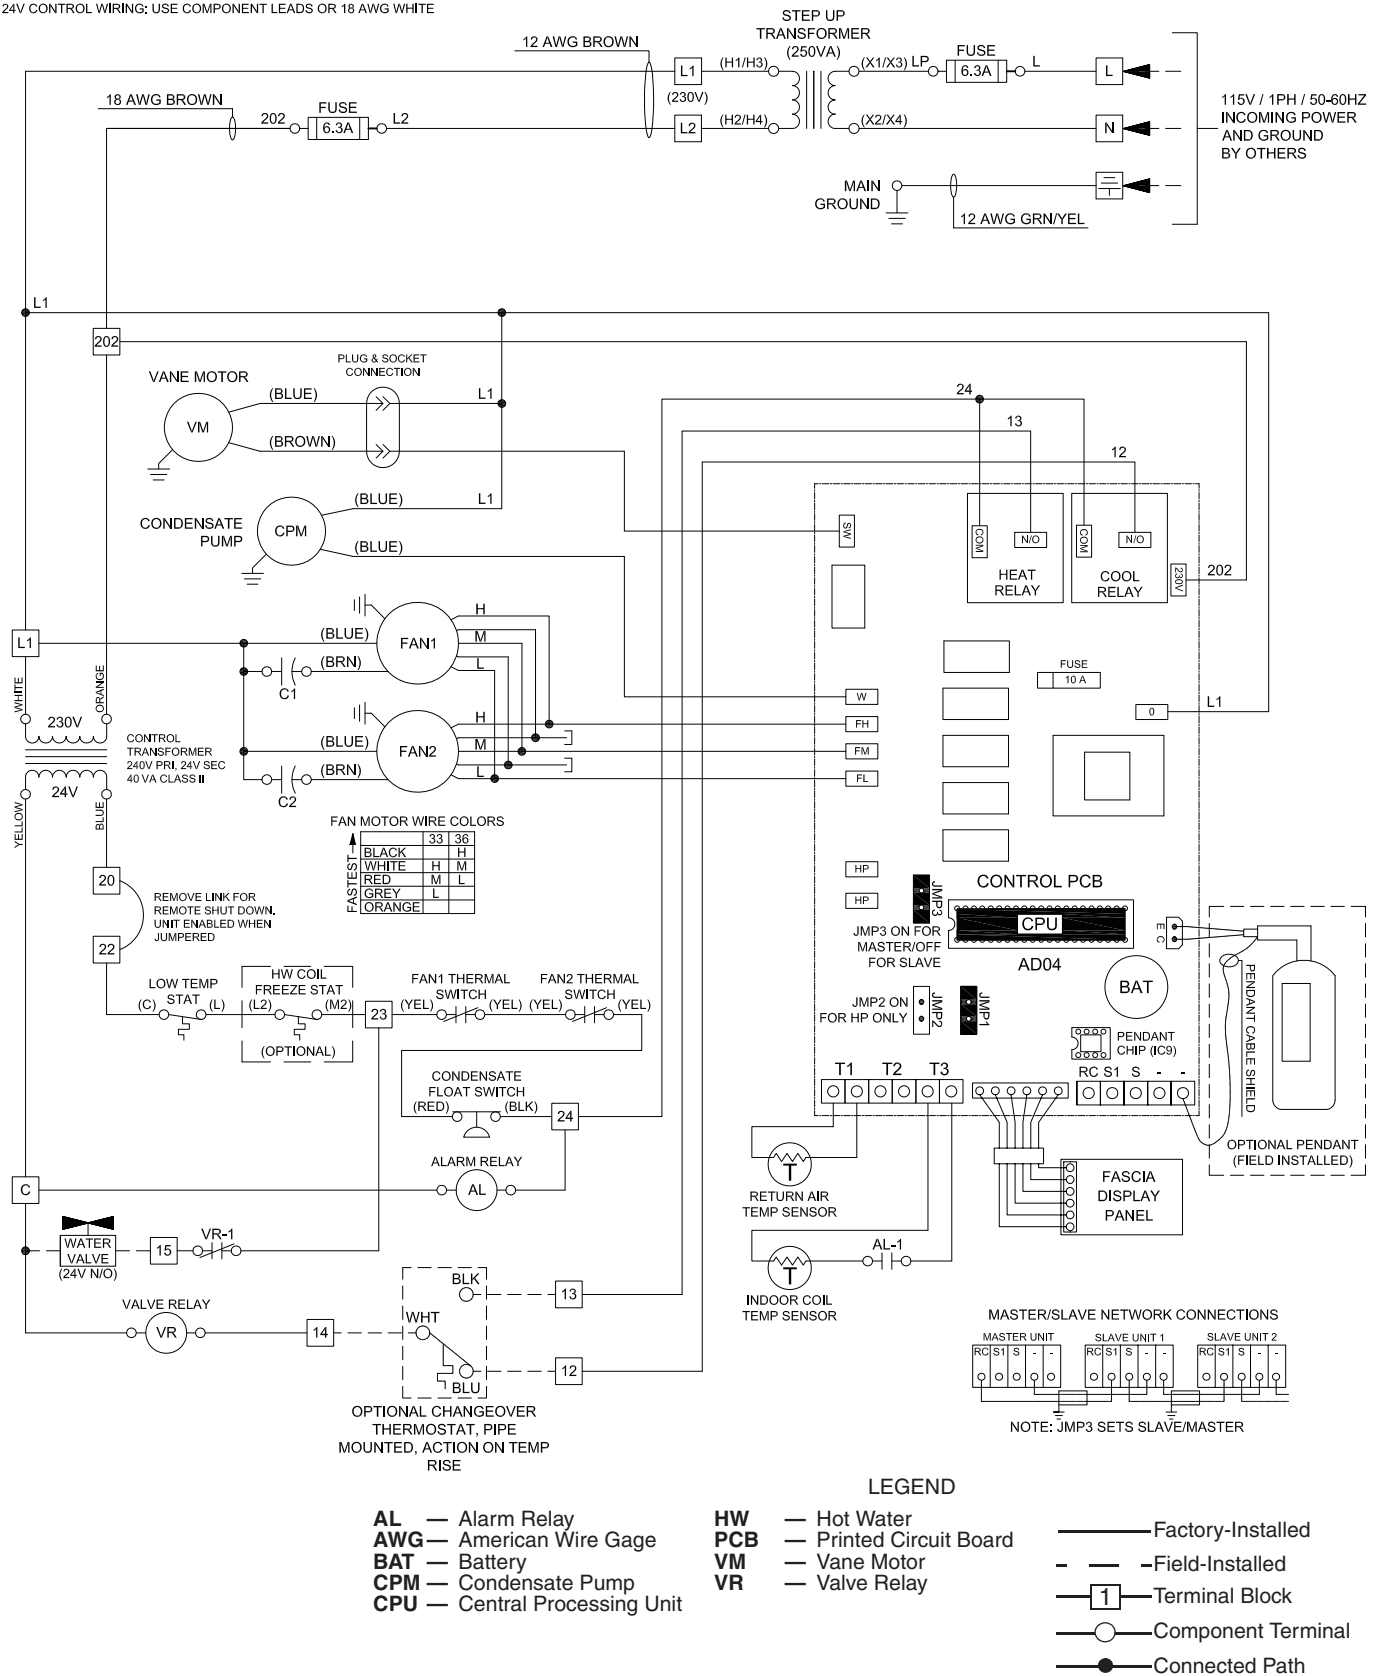 24V CONTROL WIRING: USE COMPONENT LEADS OR 18 AWG WHITE
STEP UP
TRANSFORMER
(250VA)
12 AWG BROWN
L1
(230V)
(H1/H3)
(X1/X3)
LP
FUSE
6.3A
L
L
18 AWG BROWN
202
FUSE
6.3A
L2
L2
(H2/H4)
(X2/X4)
N
115V / 1PH / 50-60HZ
INCOMING POWER
AND GROUND
BY OTHERS
MAIN
GROUND
12 AWG GRN/YEL
L1
202
PLUG & SOCKET
CONNECTION
VANE MOTOR
VM
(BLUE)
L1
(BROWN)
24
13
12
CONDENSATE
PUMP
CPM
(BLUE)
L1
(BLUE)
SW
COM
N/O
HEAT
RELAY
COM
N/O
COOL
RELAY
230V
202
L1
(BLUE)
FAN1
H
M
L
(BRN)
C1
FUSE
10 A
W
FH
FM
FL
0
L1
WHITE
ORANGE
230V
24V
YELLOW
BLUE
CONTROL
TRANSFORMER
240V PRI, 24V SEC
40 VA CLASS II
(BLUE)
FAN2
H
M
L
(BRN)
C2
FAN MOTOR WIRE COLORS
FASTEST
33 36
BLACK H
WHITE H M
RED M L
GREY L
ORANGE
20
22
REMOVE LINK FOR
REMOTE SHUT DOWN.
UNIT ENABLED WHEN
JUMPERED
HP
HP
JMP3
JMP3 ON FOR
MASTER/OFF
FOR SLAVE
CONTROL PCB
CPU
AD04
E
C
BAT
JMP2 ON
FOR HP ONLY
JMP2
JMP1
PENDANT
CHIP (IC9)
PENDANT CABLE SHIELD
OPTIONAL PENDANT
(FIELD INSTALLED)
T1
T2
T3
RC S1 S - -
LOW TEMP
STAT
(C)
(L)
HW COIL
FREEZE STAT
(L2)
(M2)
(OPTIONAL)
23
FAN1 THERMAL
SWITCH
(YEL)
(YEL)
FAN2 THERMAL
SWITCH
(YEL)
(YEL)
CONDENSATE
FLOAT SWITCH
(RED)
(BLK)
24
ALARM RELAY
AL
C
T
RETURN AIR
TEMP SENSOR
FASCIA
DISPLAY
PANEL
WATER
VALVE
(24V N/O)
15
VR-1
AL-1
T
INDOOR COIL
TEMP SENSOR
VALVE RELAY
VR
14
WHT
BLK
BLU
13
12
OPTIONAL CHANGEOVER
THERMOSTAT, PIPE
MOUNTED, ACTION ON TEMP
RISE
MASTER/SLAVE NETWORK CONNECTIONS
MASTER UNIT
RC S1 S - -
SLAVE UNIT 1
RC S1 S - -
SLAVE UNIT 2
RC S1 S - -
NOTE: JMP3 SETS SLAVE/MASTER
LEGEND
AL — Alarm Relay
AWG — American Wire Gage
BAT — Battery
CPM — Condensate Pump
CPU — Central Processing Unit
HW — Hot Water
PCB — Printed Circuit Board
VM — Vane Motor
VR — Valve Relay
Factory-Installed
Field-Installed
1 Terminal Block
Component Terminal
Connected Path